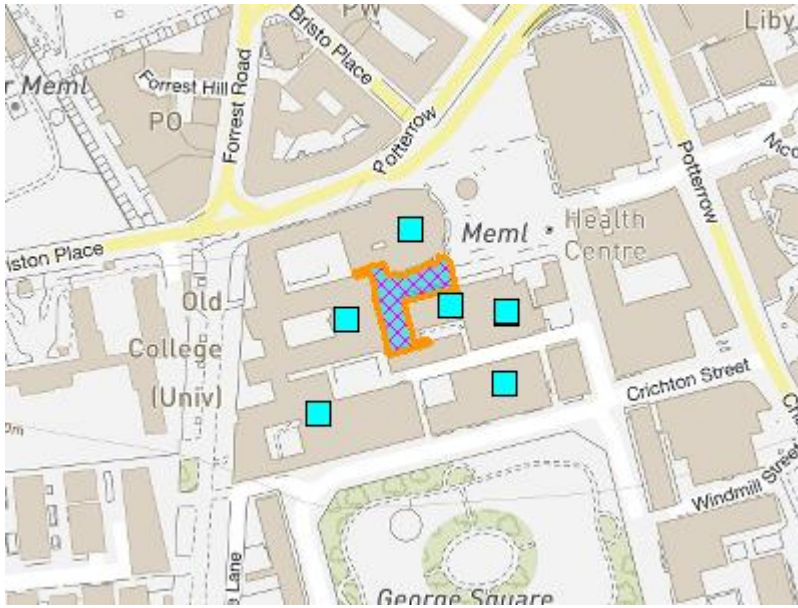 PW
Liby
Bristo Place
r Meml
Forrest Hill
PO
Forrest Road
Potterrow
Potterrow
Meml
Health
Centre
iston Place
Old
College
(Univ)
Crichton Street
Windmill Street
Lane
George Square